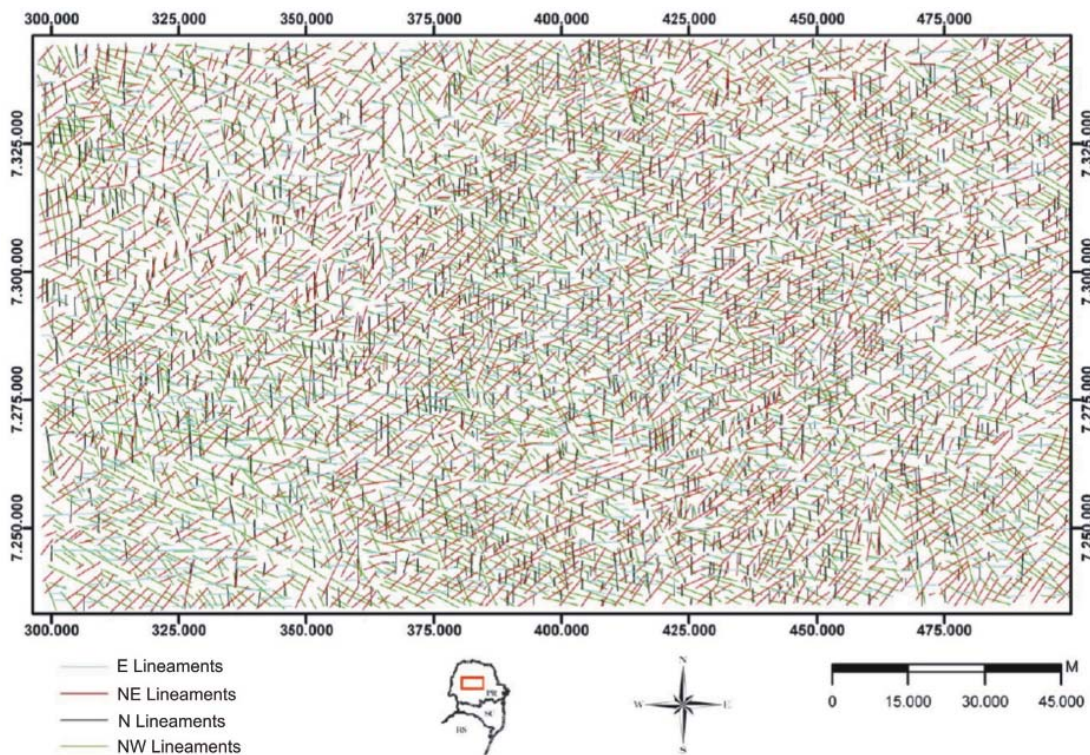 300.000 325.000 350.000 375.000 400.000 425.000 450.000 475.000
7.325.000 7.325.000
7.300.000 7.300.000
7.275.000 7.275.000
7.250.000 7.250.000
300.000 325.000 350.000 375.000 400.000 425.000 450.000 475.000
E Lineaments
NE Lineaments
N Lineaments
NW Lineaments
PR
SC
RS
N
W E
S
M
0 15.000 30.000 45.000